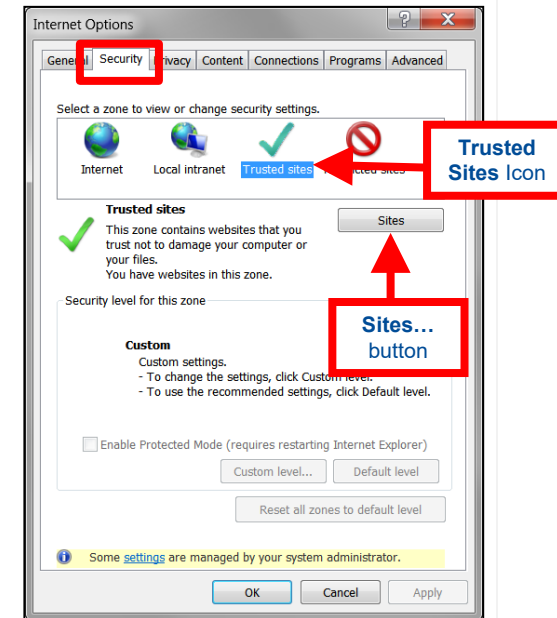 Internet Options
General Security Privacy Content Connections Programs Advanced
Select a zone to view or change security settings.
Internet Local intranet Trusted sites Restricted sites
Trusted
Sites Icon
Trusted sites
This zone contains websites that you
trust not to damage your computer or
your files.
You have websites in this zone.
Sites
Sites...
button
Security level for this zone
Custom
Custom settings.
- To change the settings, click Custom level.
- To use the recommended settings, click Default level.
Enable Protected Mode (requires restarting Internet Explorer)
Custom level... Default level
Reset all zones to default level
Some settings are managed by your system administrator.
OK Cancel Apply